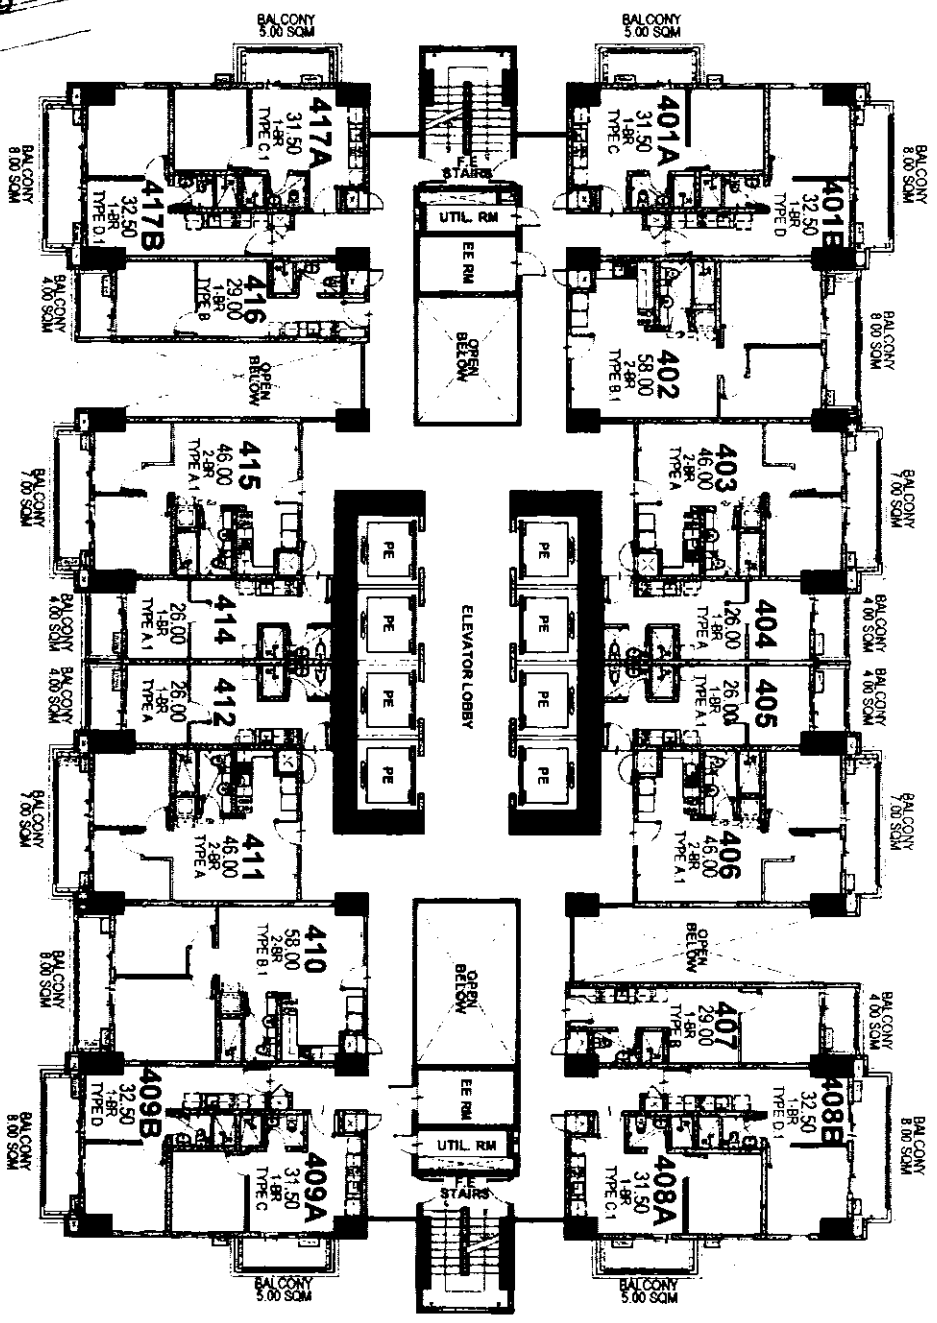 BALCONY
5.00 SQM
BALCONY
5.00 SQM
BALCONY
8.00 SQM
417A
31.50
1-BR
TYPE C.1
F.E
STAIRS
401A
31.50
1-BR
TYPE C
BALCONY
8.00 SQM
417B
32.50
1-BR
TYPE D.1
UTIL. RM
401B
32.50
1-BR
TYPE D
BALCONY
4.00 SQM
416
29.00
1-BR
TYPE B
EE RM
OPEN
BELOW
402
58.00
2-BR
TYPE B.1
BALCONY
8.00 SQM
OPEN
BELOW
BALCONY
7.00 SQM
415
46.00
2-BR
TYPE A.1
403
46.00
2-BR
TYPE A
BALCONY
7.00 SQM
PE
PE
PE
PE
PE
PE
PE
PE
ELEVATOR LOBBY
BALCONY
4.00 SQM
414
26.00
1-BR
TYPE A.1
404
26.00
1-BR
TYPE A
BALCONY
4.00 SQM
BALCONY
4.00 SQM
412
26.00
1-BR
TYPE A
405
26.00
1-BR
TYPE A.1
BALCONY
4.00 SQM
BALCONY
7.00 SQM
411
46.00
2-BR
TYPE A
406
46.00
2-BR
TYPE A.1
BALCONY
7.00 SQM
BALCONY
8.00 SQM
410
58.00
2-BR
TYPE B.1
OPEN
BELOW
OPEN
BELOW
407
29.00
1-BR
TYPE B
BALCONY
4.00 SQM
BALCONY
8.00 SQM
409B
32.50
1-BR
TYPE D
EE RM
408B
32.50
1-BR
TYPE D.1
BALCONY
8.00 SQM
409A
31.50
1-BR
TYPE C
UTIL. RM
F.E
STAIRS
408A
31.50
1-BR
TYPE C.1
BALCONY
5.00 SQM
BALCONY
5.00 SQM